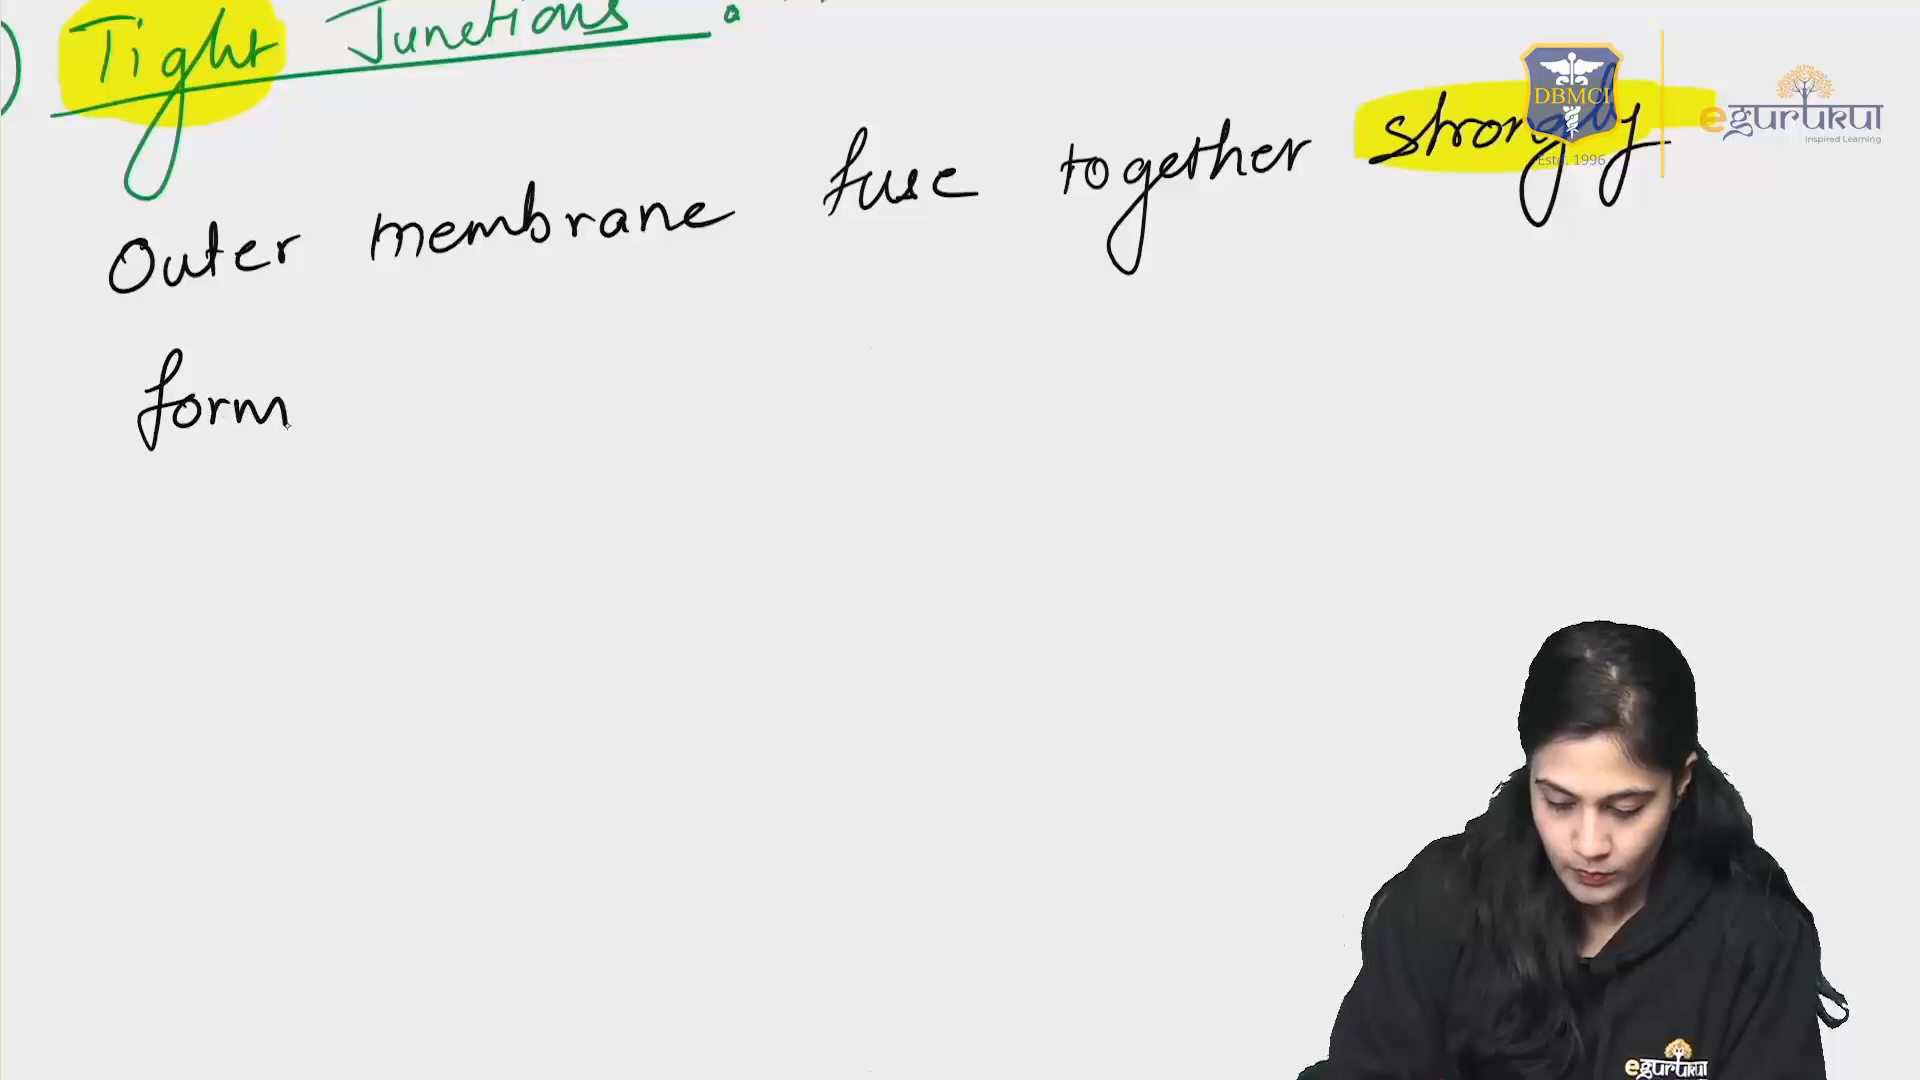 ) Tight Junctions :
Outer membrane fuse together strongly
form
DBMCI
Estd. 1996
egurukul
Inspired Learning
egurukul